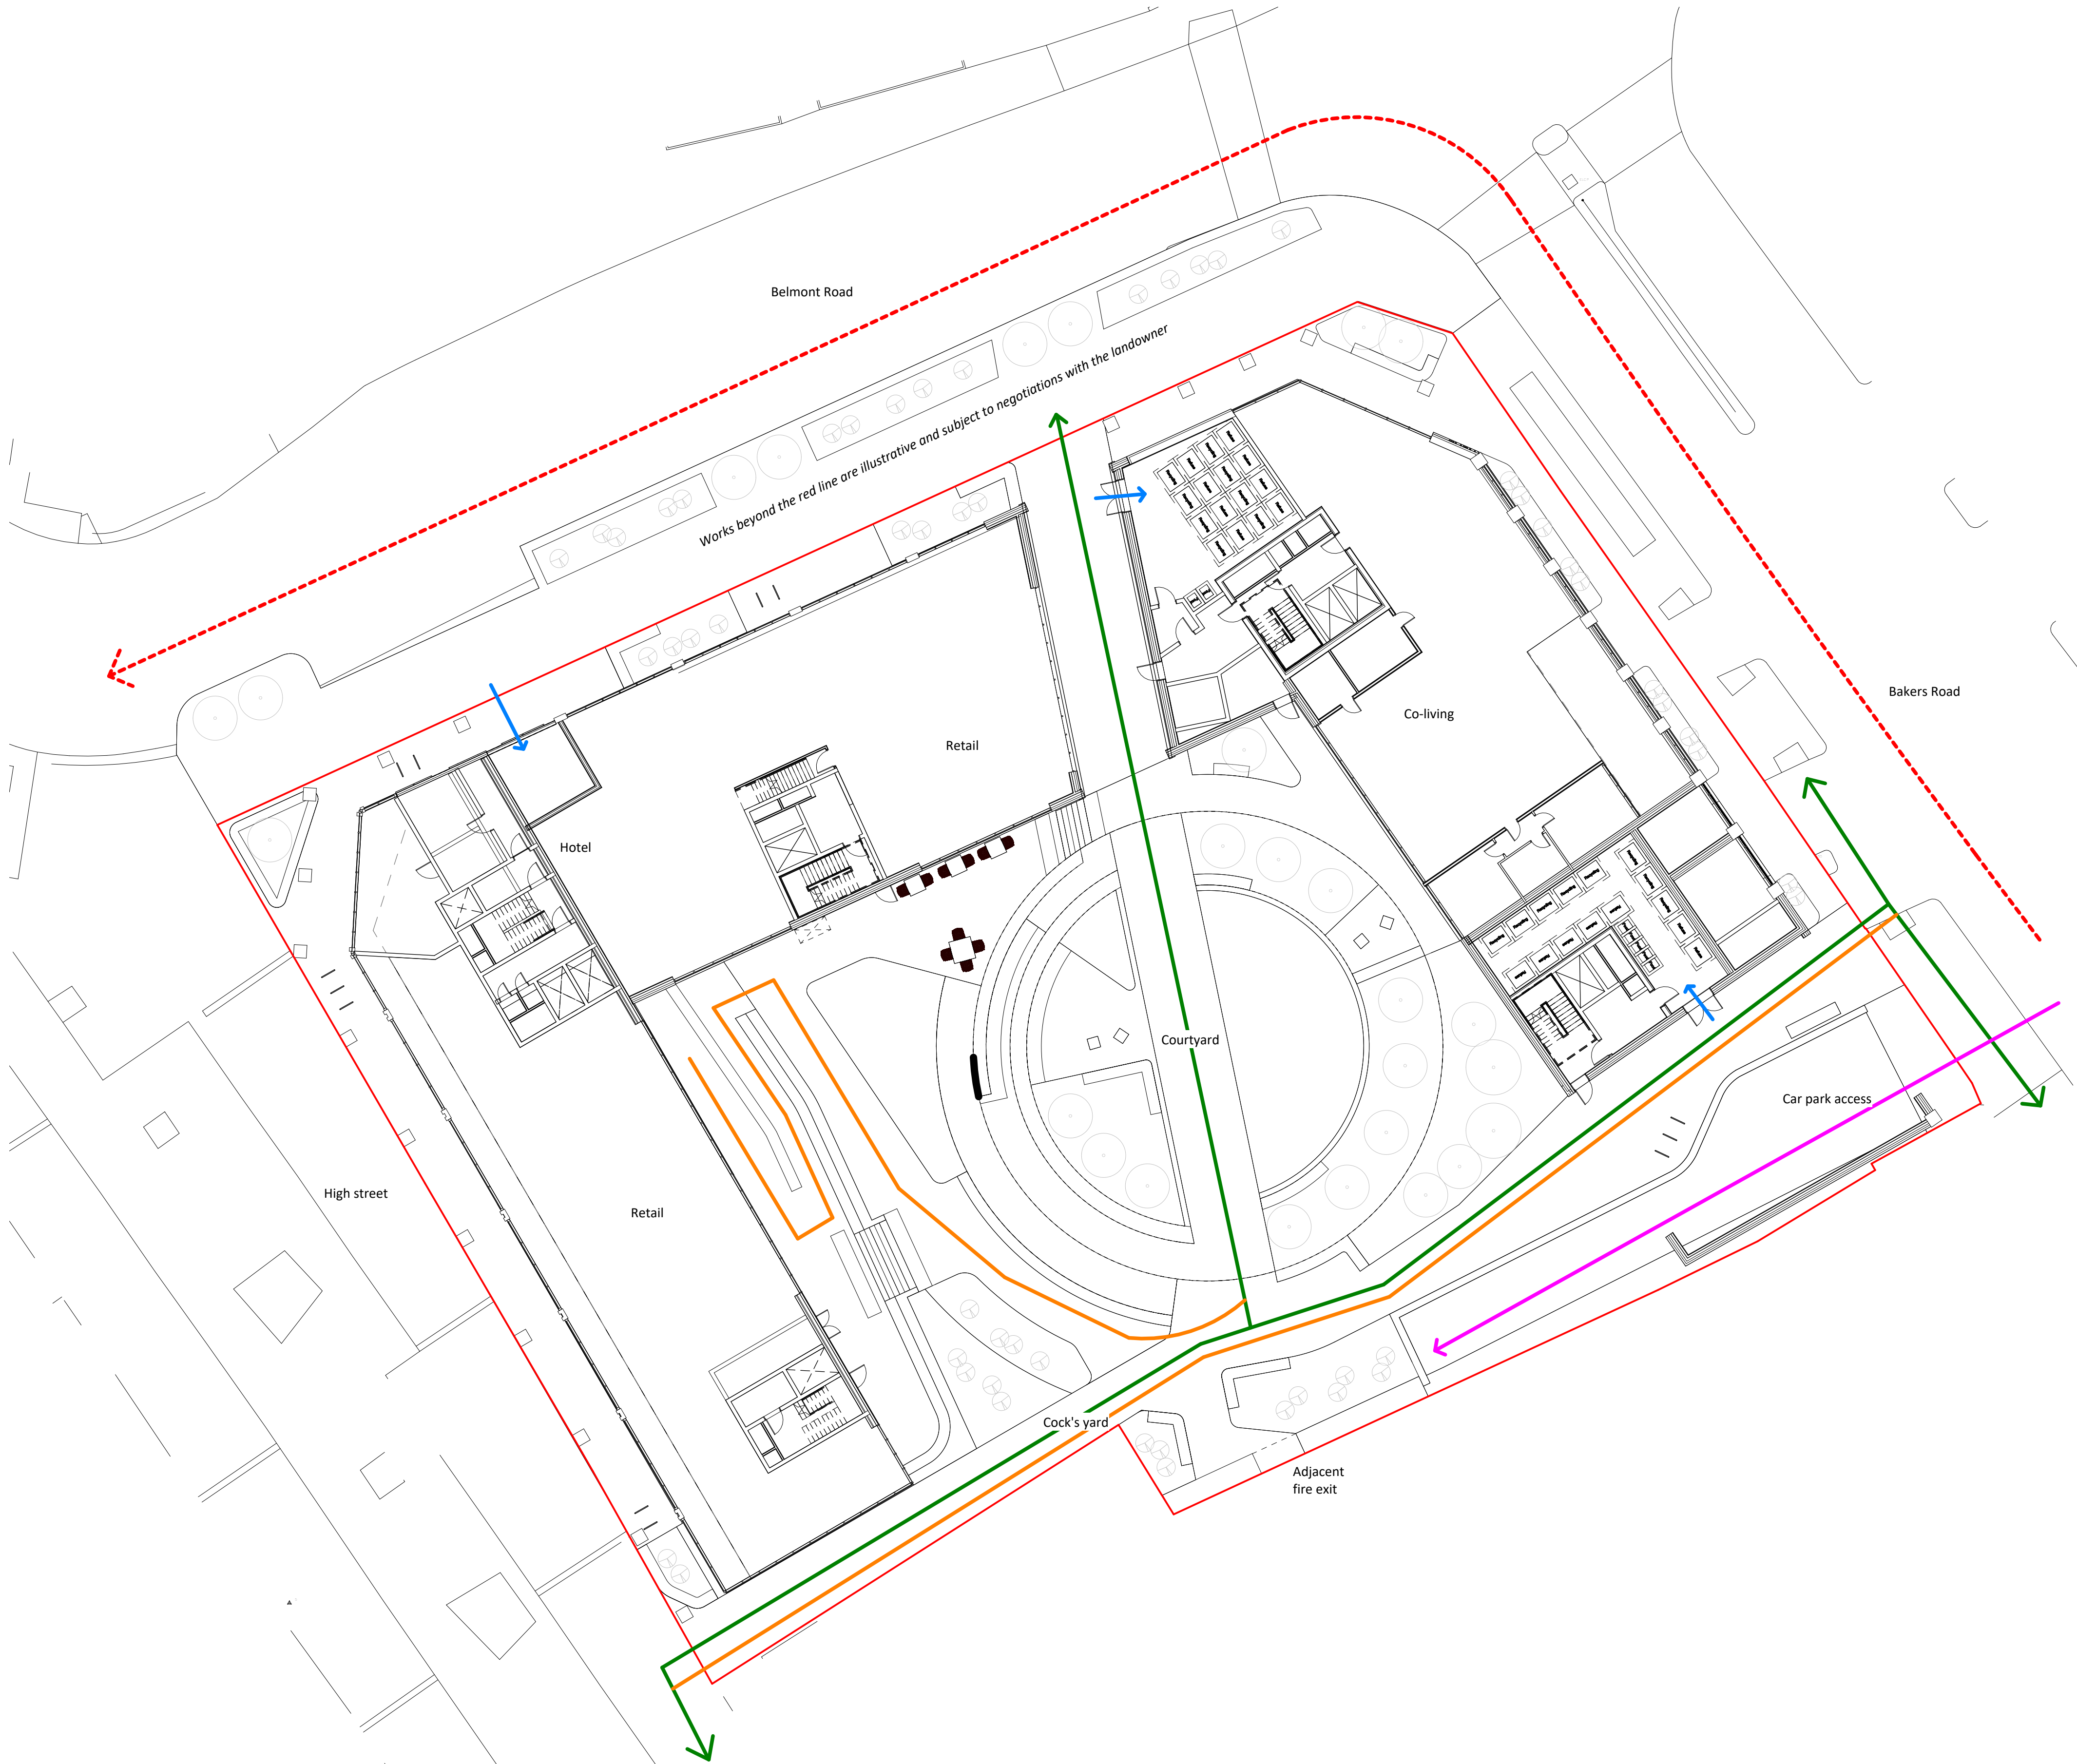 Belmont Road
Works beyond the red line are illustrative and subject to negotiations with the landowner
Bakers Road
Co-living
Retail
Hotel
Courtyard
Car park access
High street
Retail
Cock's yard
Adjacent
fire exit